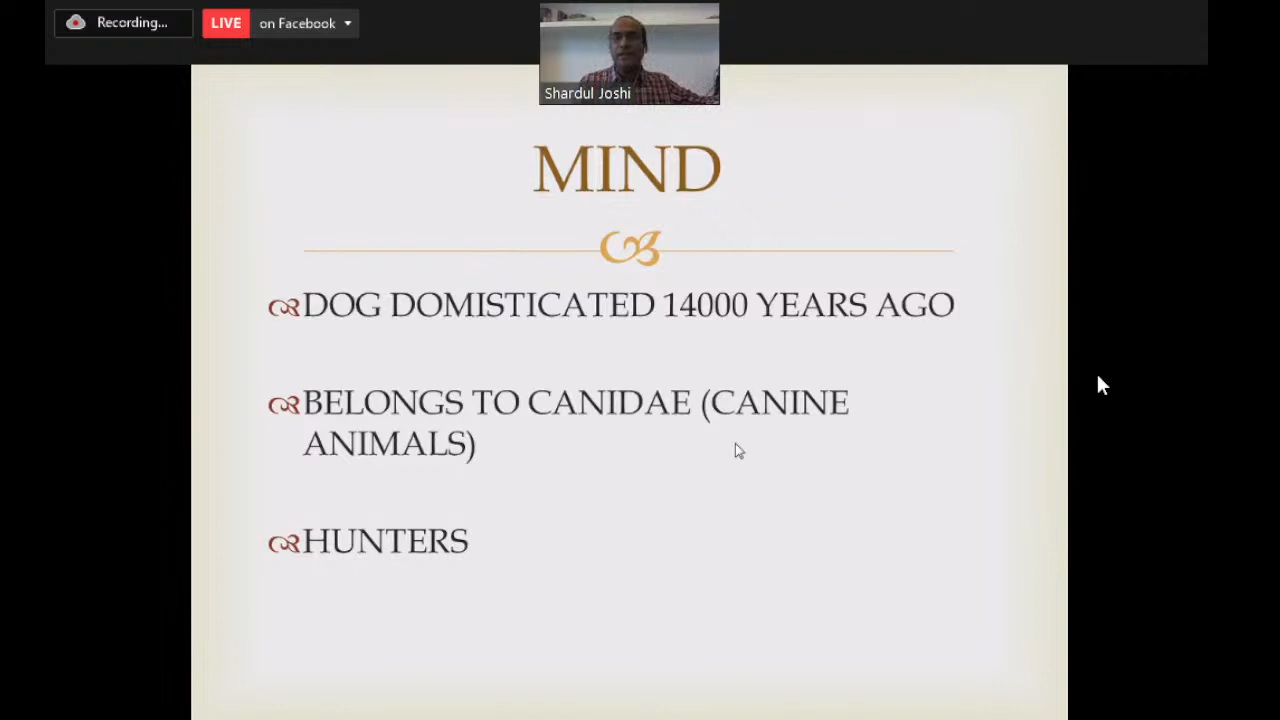 Recording...
LIVE on Facebook
Shardul Joshi
MIND
DOG DOMISTICATED 14000 YEARS AGO
BELONGS TO CANIDAE (CANINE
ANIMALS)
HUNTERS